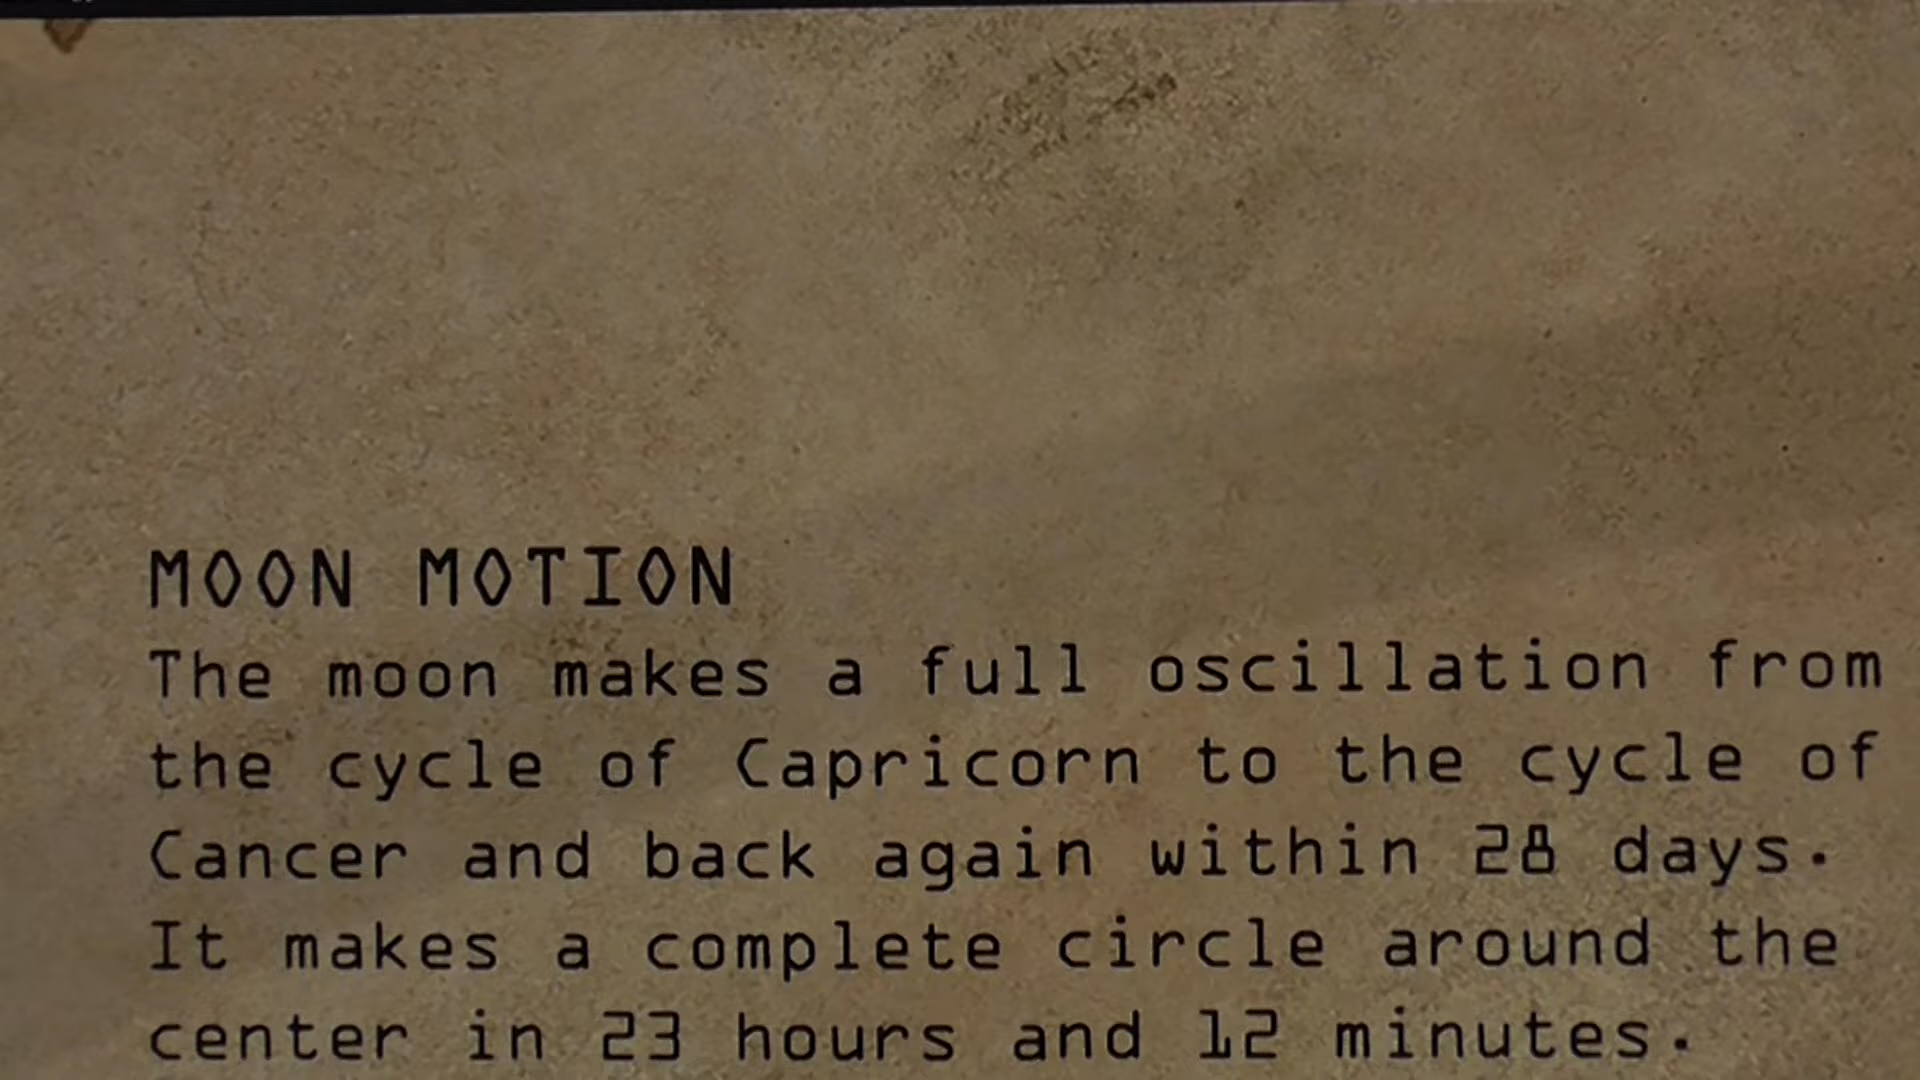 MOON MOTION
The moon makes a full oscillation from
the cycle of Capricorn to the cycle of
Cancer and back again within 28 days.
It makes a complete circle around the
center in 23 hours and 12 minutes.